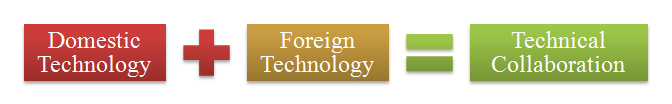 Domestic
Technology
+
Foreign
Technology
=
Technical
Collaboration